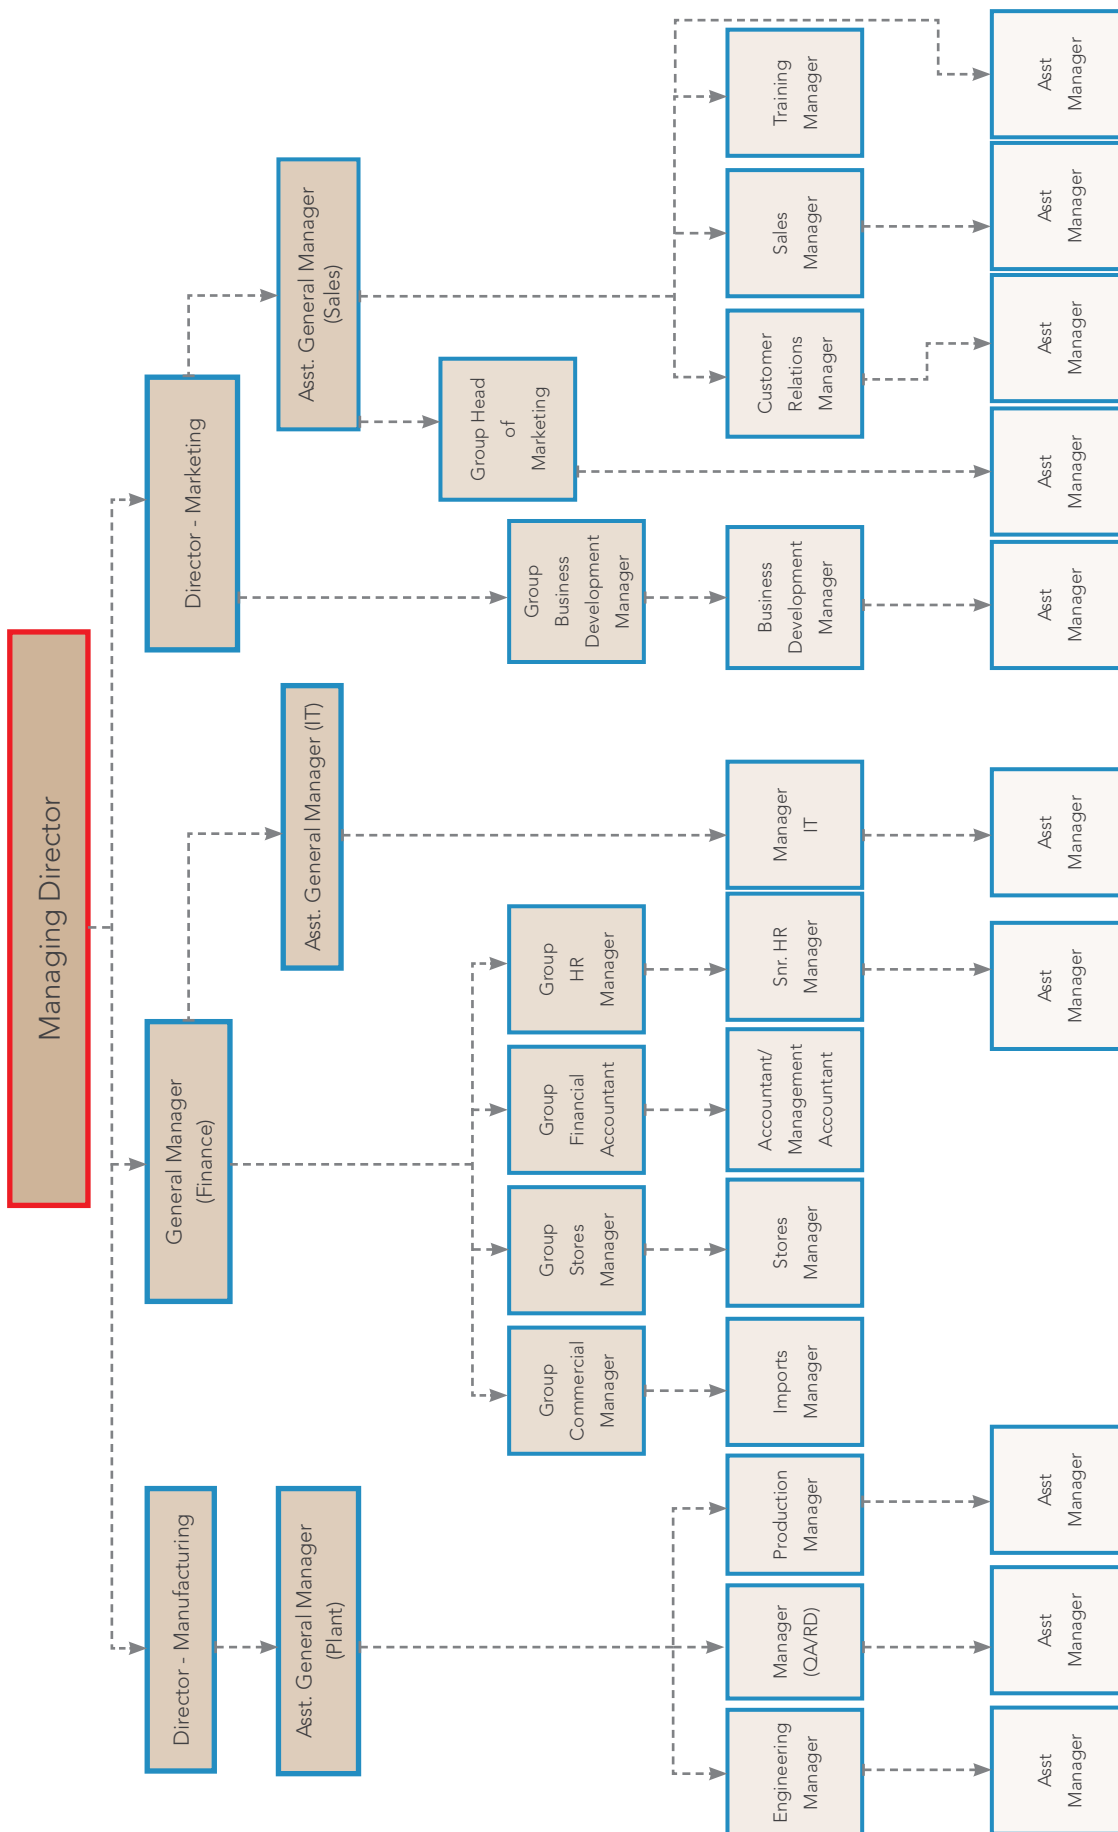 Managing Director
Director - Manufacturing
General Manager
(Finance)
Director - Marketing
Asst. General Manager
(Plant)
Asst. General Manager (IT)
Asst. General Manager
(Sales)
Group Head
of
Marketing
Group
Commercial
Manager
Group
Stores
Manager
Group
Financial
Accountant
Group
HR
Manager
Group
Business
Development
Manager
Engineering
Manager
Manager
(QA/RD)
Production
Manager
Imports
Manager
Stores
Manager
Accountant/
Management
Accountant
Snr. HR
Manager
Manager
IT
Business
Development
Manager
Customer
Relations
Manager
Sales
Manager
Training
Manager
Asst
Manager
Asst
Manager
Asst
Manager
Asst
Manager
Asst
Manager
Asst
Manager
Asst
Manager
Asst
Manager
Asst
Manager
Asst
Manager